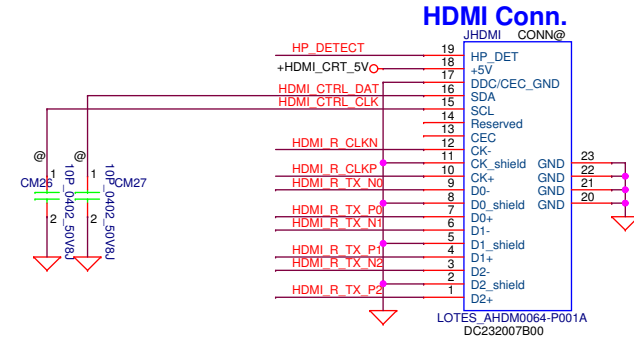 HDMI Conn.
JHDMI CONN@
HP_DETECT 19 HP_DET
+HDMI_CRT_5V 18 +5V
17 DDC/CEC_GND
HDMI_CTRL_DAT 16 SDA
HDMI_CTRL_CLK 15 SCL
14 Reserved
13 CEC
HDMI_R_CLKN 12 CK-
11 CK_shield GND 23
HDMI_R_CLKP 10 CK+ GND 22
HDMI_R_TX_N0 9 D0- GND 21
8 D0_shield GND 20
HDMI_R_TX_P0 7 D0+
HDMI_R_TX_N1 6 D1-
5 D1_shield
HDMI_R_TX_P1 4 D1+
HDMI_R_TX_N2 3 D2-
2 D2_shield
HDMI_R_TX_P2 1 D2+
LOTES_AHDM0064-P001A
DC232007B00
@ @
1 1
CM26 CM27
10P_0402_50V8J
10P_0402_50V8J
2 2